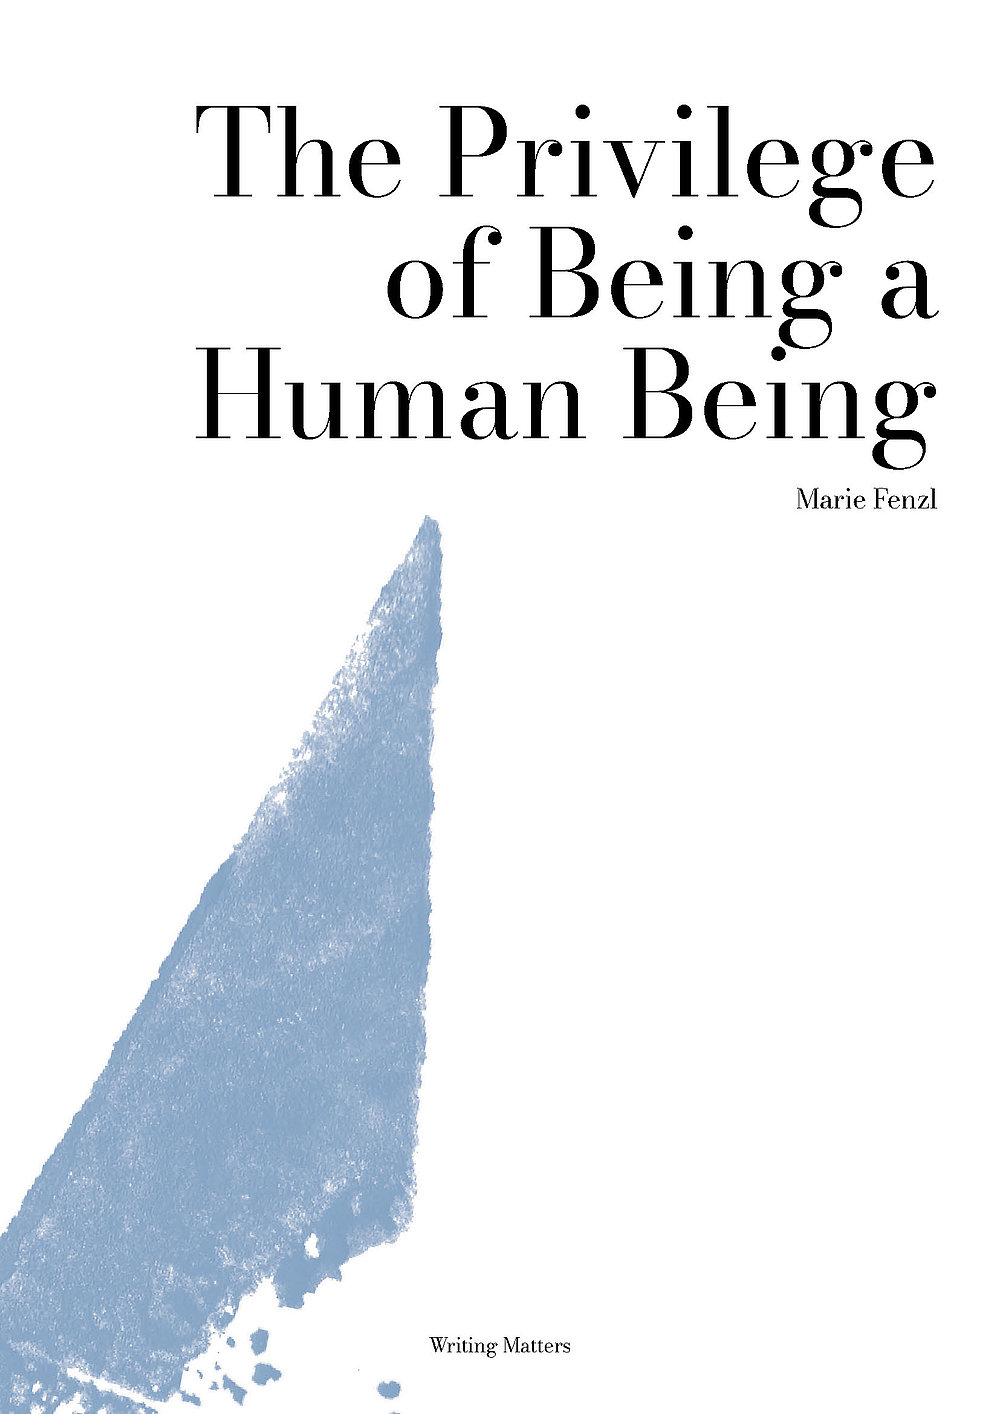 The Privilege
of Being a
Human Being
Marie Fenzl
Writing Matters